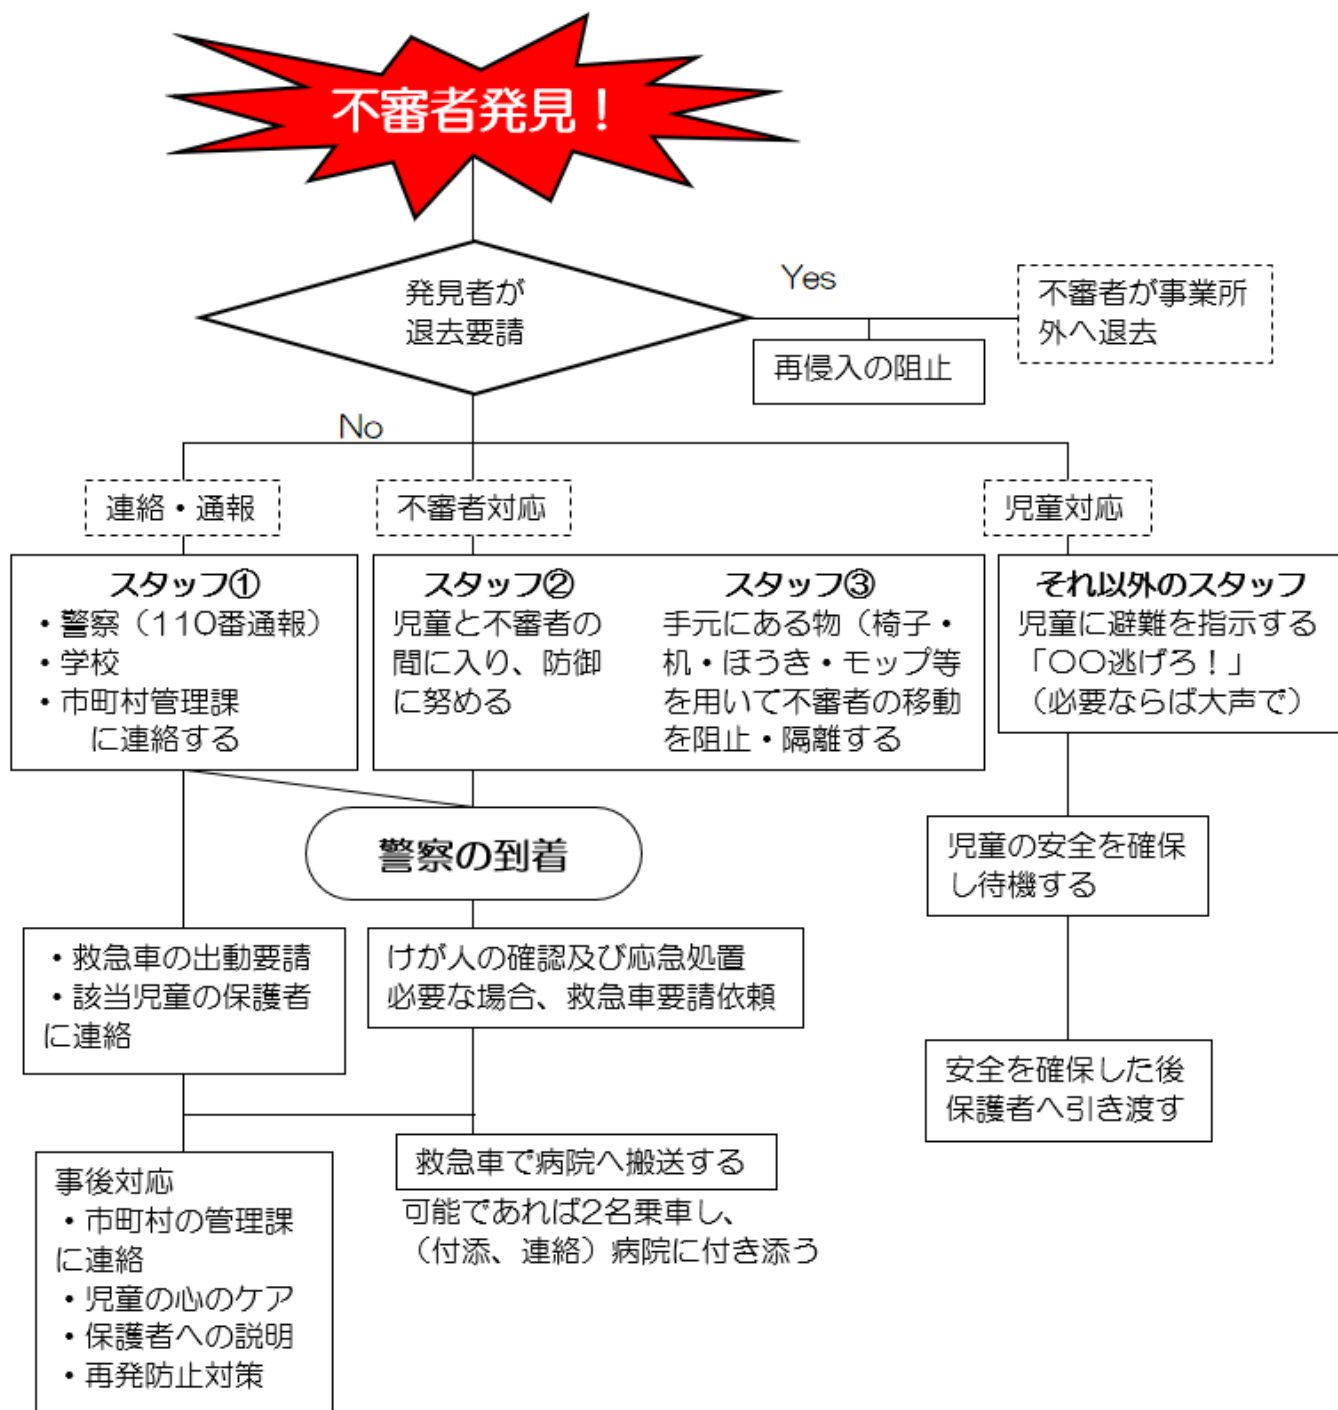 不審者発見！
発見者が
退去要請
Yes
不審者が事業所
外へ退去
再侵入の阻止
No
連絡・通報
不審者対応
児童対応
スタッフ①
・警察（110番通報）
・学校
・市町村管理課
に連絡する
スタッフ②
児童と不審者の
間に入り、防御
に努める
スタッフ③
手元にある物（椅子・
机・ほうき・モップ等
を用いて不審者の移動
を阻止・隔離する
それ以外のスタッフ
児童に避難を指示する
「〇〇逃げろ！」
（必要ならば大声で）
警察の到着
児童の安全を確保
し待機する
・救急車の出動要請
・該当児童の保護者
に連絡
けが人の確認及び応急処置
必要な場合、救急車要請依頼
安全を確保した後
保護者へ引き渡す
救急車で病院へ搬送する
可能であれば2名乗車し、
（付添、連絡）病院に付き添う
事後対応
・市町村の管理課
に連絡
・児童の心のケア
・保護者への説明
・再発防止対策